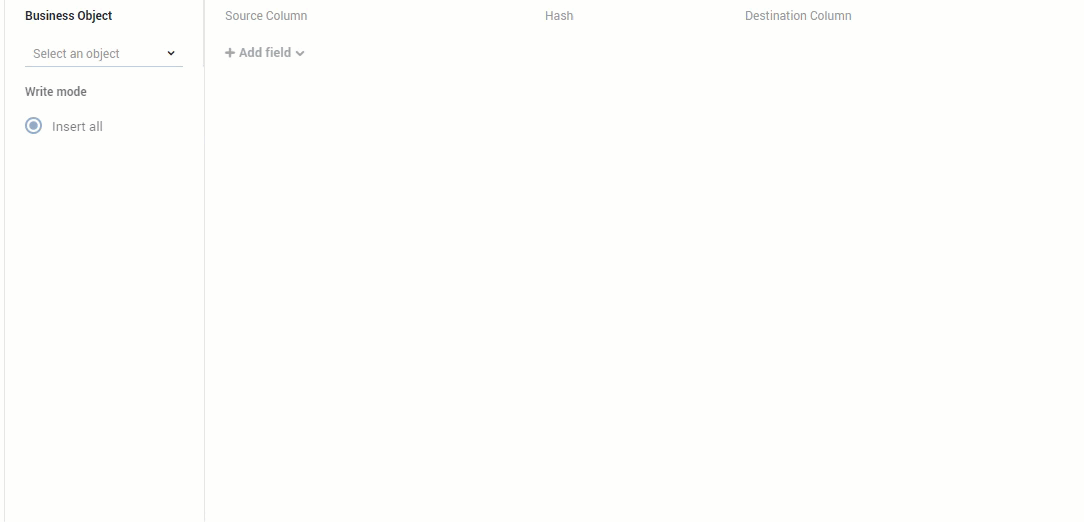 Business Object
Source Column
Hash
Destination Column
Select an object
Add field
Write mode
Insert all